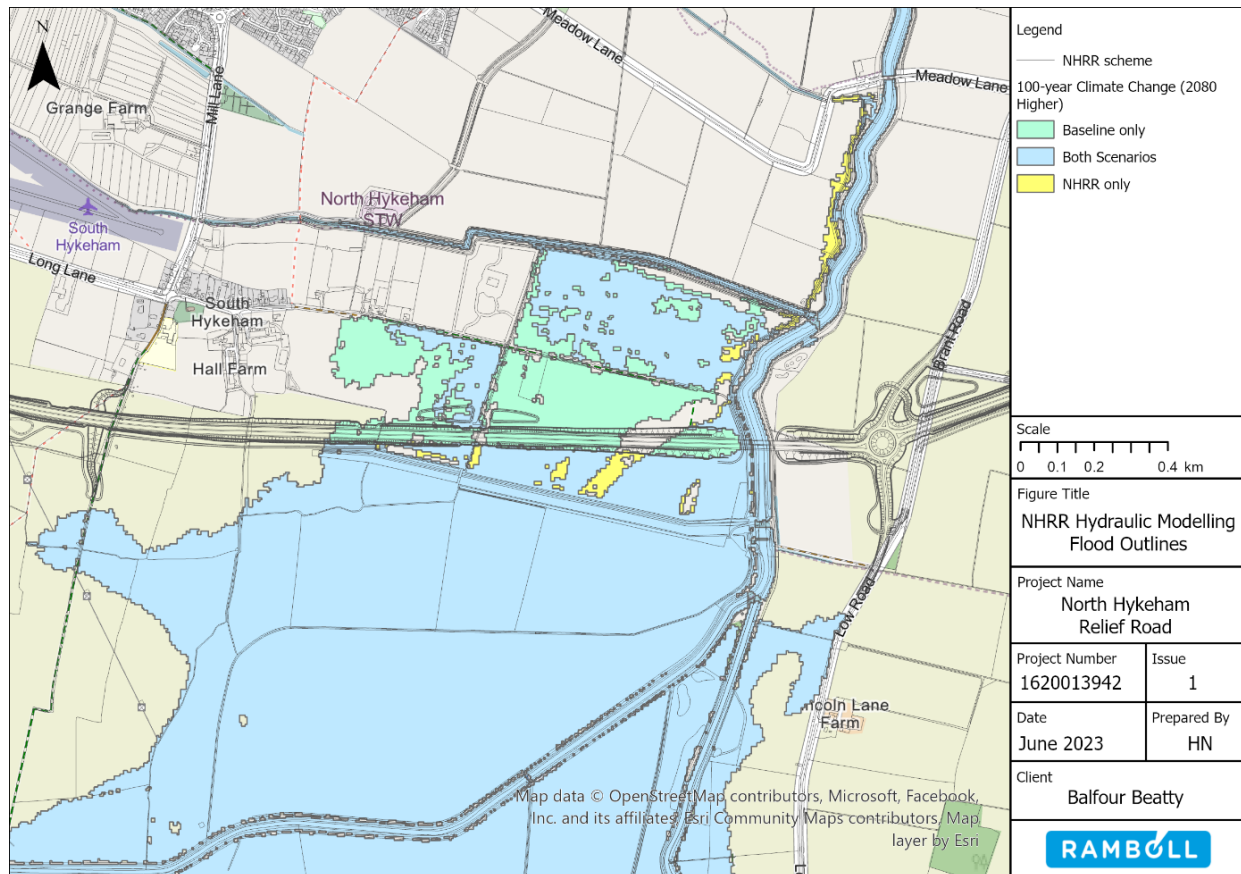 N
Meadow Lane
Meadow Lane
Grange Farm
Mill Lane
North Hykeham
STW
South
Hykeham
Long Lane
South
Hykeham
Hall Farm
Brant Road
Low Road
ncoln Lane
Farm
L
Map data © OpenStreetMap contributors, Microsoft, Facebook,
Inc. and its affiliates, Esri Community Maps contributors, Map
layer by Esri
Legend
NHRR scheme
100-year Climate Change (2080
Higher)
Baseline only
Both Scenarios
NHRR only
Scale
0 0.1 0.2 0.4 km
Figure Title
NHRR Hydraulic Modelling
Flood Outlines
Project Name
North Hykeham
Relief Road
Project Number
1620013942
Issue
1
Date
June 2023
Prepared By
HN
Client
Balfour Beatty
RAMBOLL